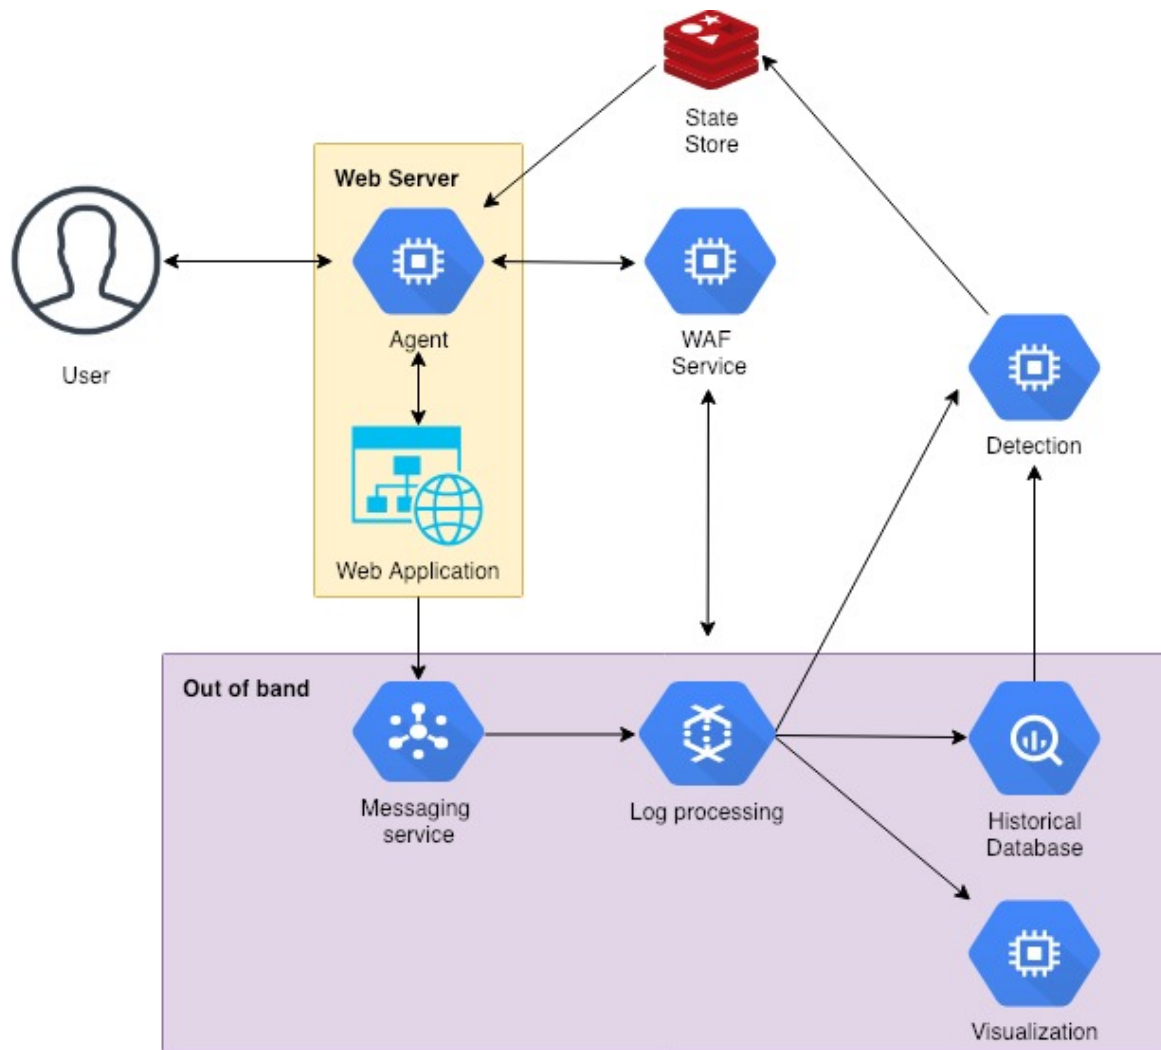 State
Store
Web Server
Agent
WAF
Service
User
Detection
Web Application
Out of band
Messaging
service
Log processing
Historical
Database
Visualization